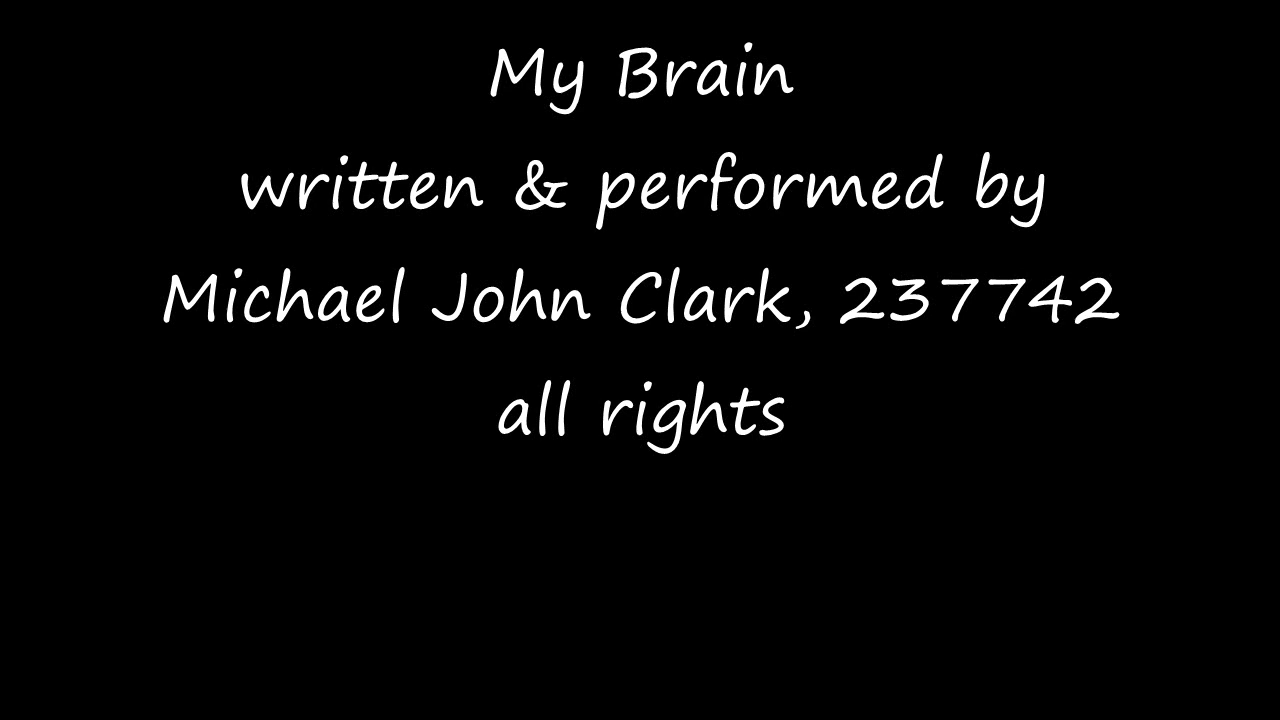 My Brain
written & performed by
Michael John Clark, 237742
all rights